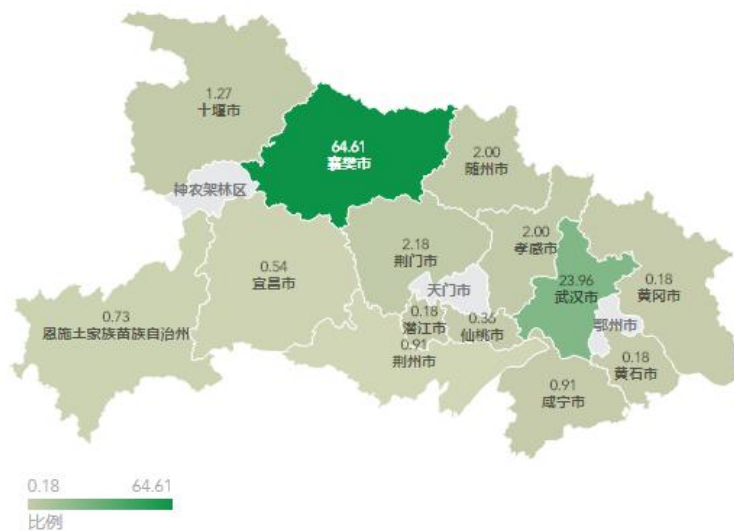 1.27
十堰市
64.61
襄樊市
2.00
随州市
神农架林区
2.18
荆门市
2.00
孝感市
0.54
宜昌市
天门市
23.96
武汉市
0.18
黄冈市
0.73
恩施土家族苗族自治州
0.18
潜江市
0.36
仙桃市
鄂州市
0.91
荆州市
0.18
黄石市
0.91
咸宁市
0.18 64.61
比例